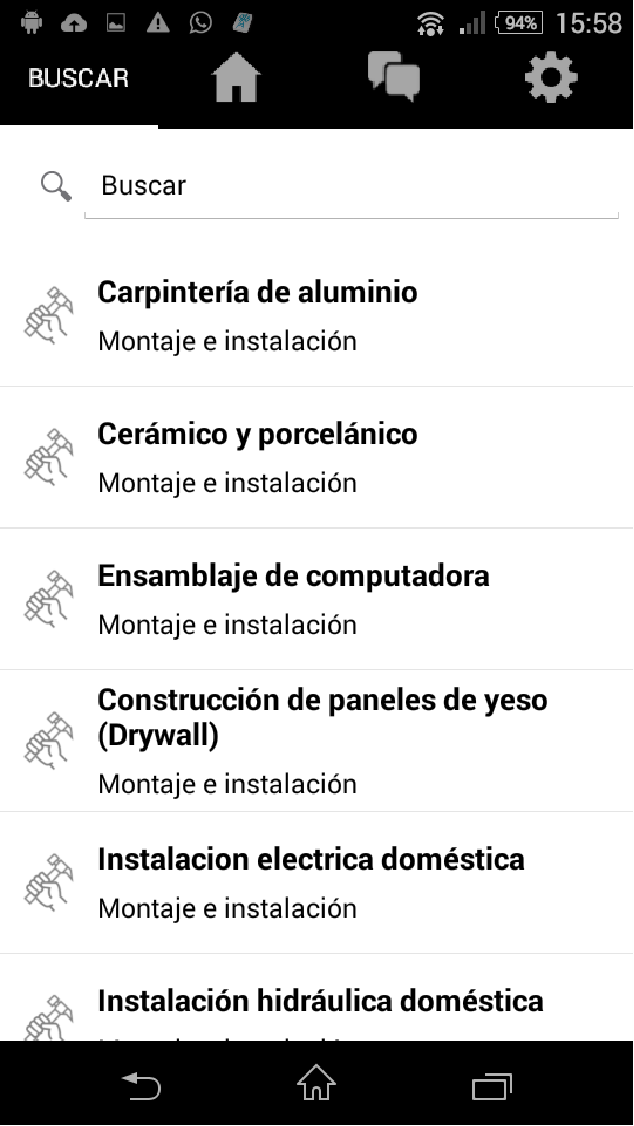 94% 15:58
BUSCAR
Buscar
Carpintería de aluminio
Montaje e instalación
Cerámico y porcelánico
Montaje e instalación
Ensamblaje de computadora
Montaje e instalación
Construcción de paneles de yeso
(Drywall)
Montaje e instalación
Instalacion electrica doméstica
Montaje e instalación
Instalación hidráulica doméstica